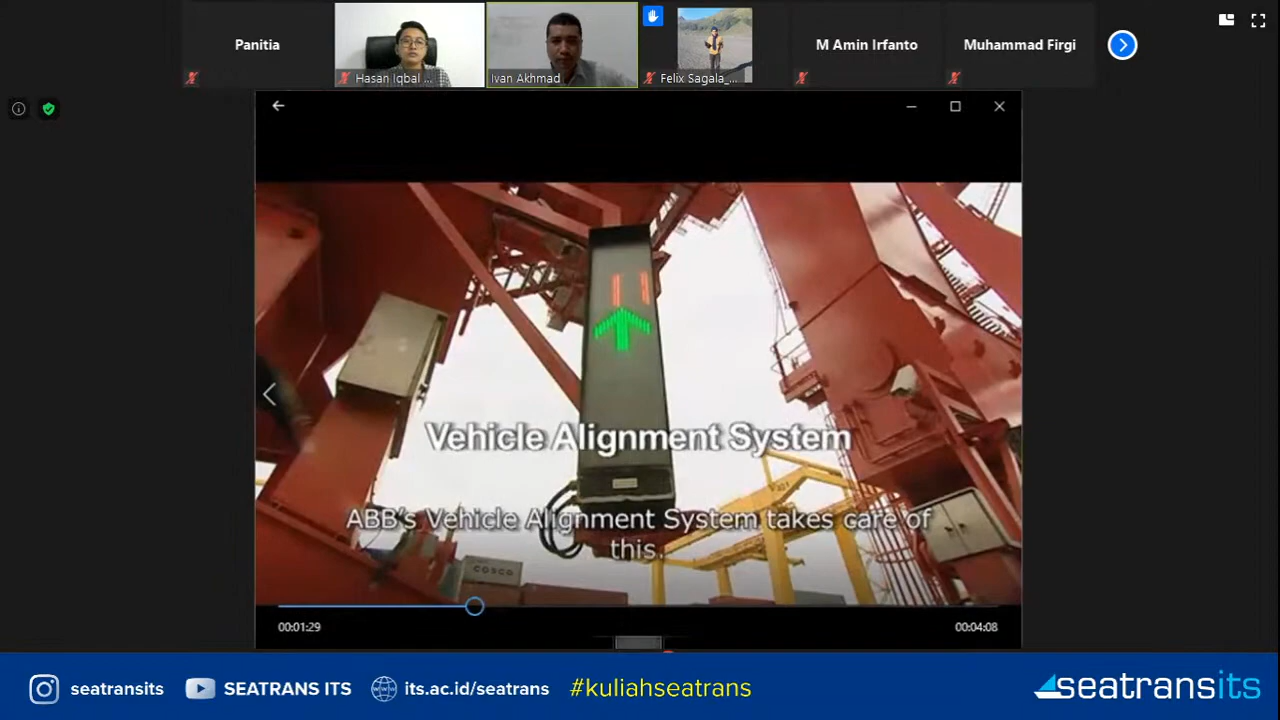 Panitia
Hasan Iqbal ...
Ivan Akhmad
Felix Sagala_...
M Amin Irfanto
Muhammad Firgi
11
Vehicle Alignment System
ABB's Vehicle Alignment System takes care of
this.
COSCO
00:01:29
00:04:08
seatransits
SEATRANS ITS
WWW
its.ac.id/seatrans
#kuliahseatrans
seatransits